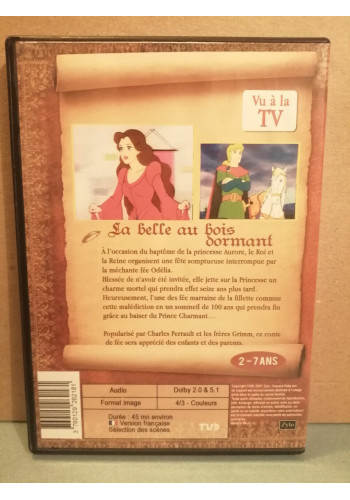 Vu à la
TV
La belle au bois
dormant
À l'occasion du baptême de la princesse Aurore, le Roi et
la Reine organisent une fête somptueuse interrompue par
la méchante fée Odélia.
Blessée de n'avoir été invitée, elle jette sur la Princesse un
charme mortel qui prendra effet seize ans plus tard.
Heureusement, l'une des fée marraine de la fillette commue
cette malédiction en un sommeil de 100 ans qui prendra fin
grâce au baiser du Prince Charmant...
Popularisé par Charles Perrault et les frères Grimm, ce conte
de fée sera apprécié des enfants et des parents.
2-7ANS
Audio
Dolby 2.0 & 5.1
Format image
4/3 - Couleurs
Durée : 45 mn environ
Version française
Sélection des scènes
TVD
Zylo